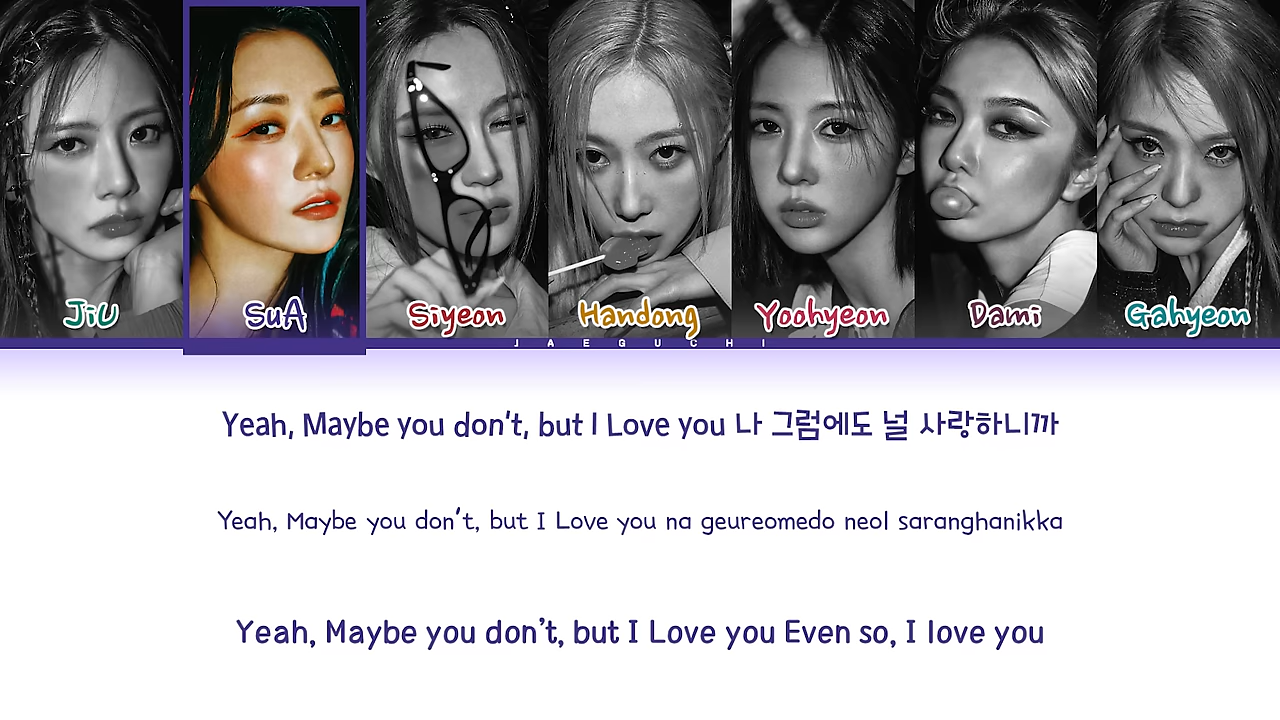 JiU
SuA
Siyeon
Handong
Yoohyeon
Dami
Gahyeon
JAEGUCHI
Yeah, Maybe you don't, but I Love you 나 그럼에도 널 사랑하니까
Yeah, Maybe you don't, but I Love you na geureomedo neol saranghanikka
Yeah, Maybe you don't, but I Love you Even so, I love you